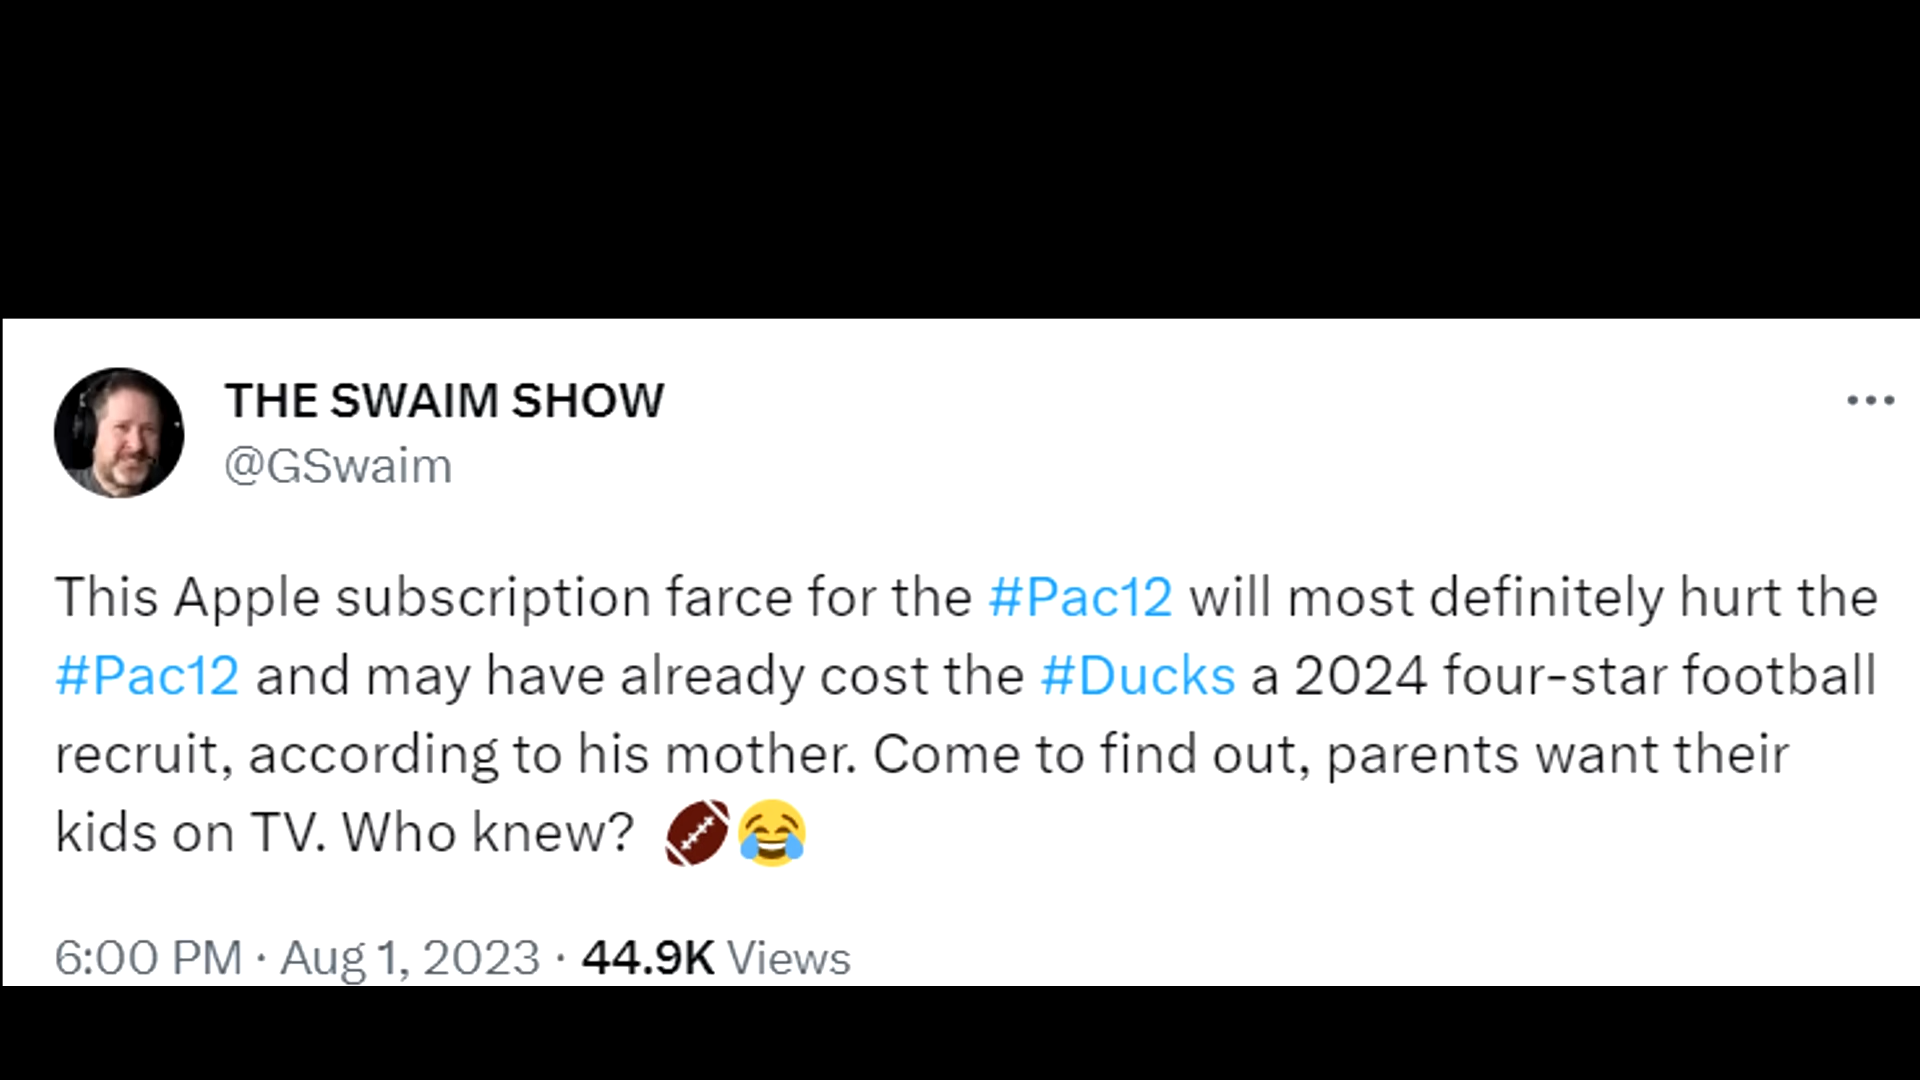 THE SWAIM SHOW
@GSwaim
This Apple subscription farce for the #Pac12 will most definitely hurt the
#Pac12 and may have already cost the #Ducks a 2024 four-star football
recruit, according to his mother. Come to find out, parents want their
kids on TV. Who knew? 🏈😂
6:00 PM · Aug 1, 2023 · 44.9K Views